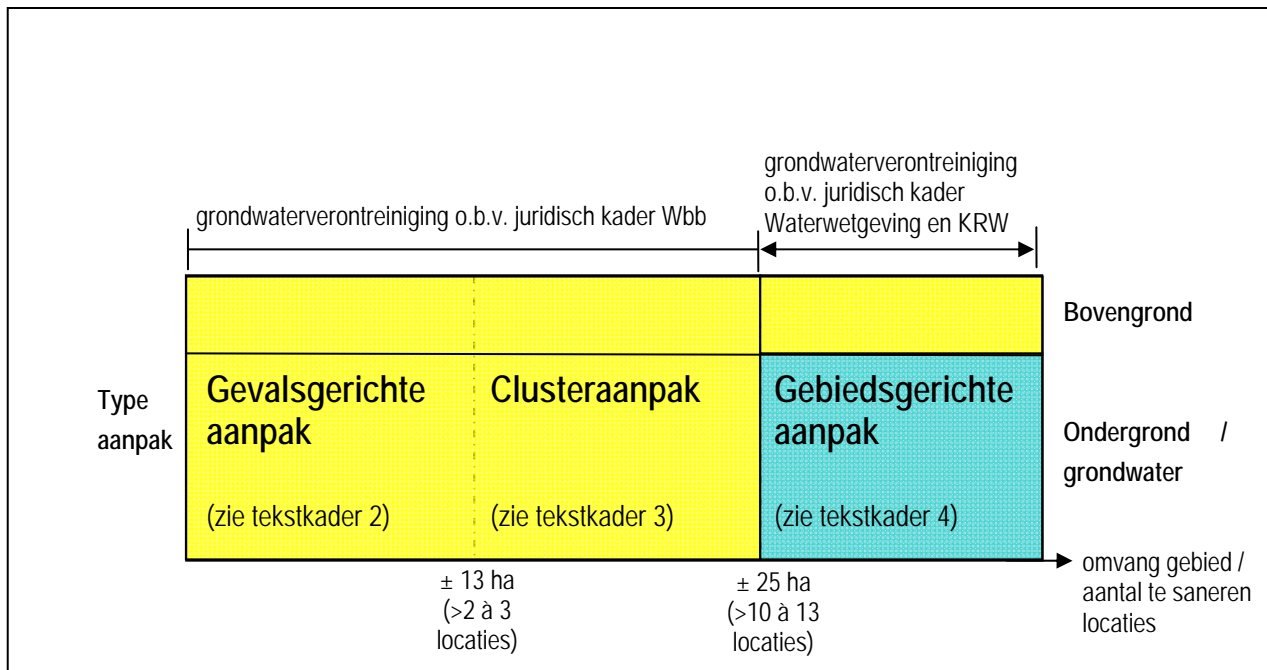 grondwaterverontreiniging
o.b.v. juridisch kader
Waterwetgeving en KRW
grondwaterverontreiniging o.b.v. juridisch kader Wbb
Bovengrond
Type
aanpak
Gevalsgerichte
aanpak
(zie tekstkader 2)
Clusteraanpak
(zie tekstkader 3)
Gebiedsgerichte
aanpak
(zie tekstkader 4)
Ondergrond /
grondwater
± 13 ha
(>2 à 3
locaties)
± 25 ha
(>10 à 13
locaties)
omvang gebied /
aantal te saneren
locaties